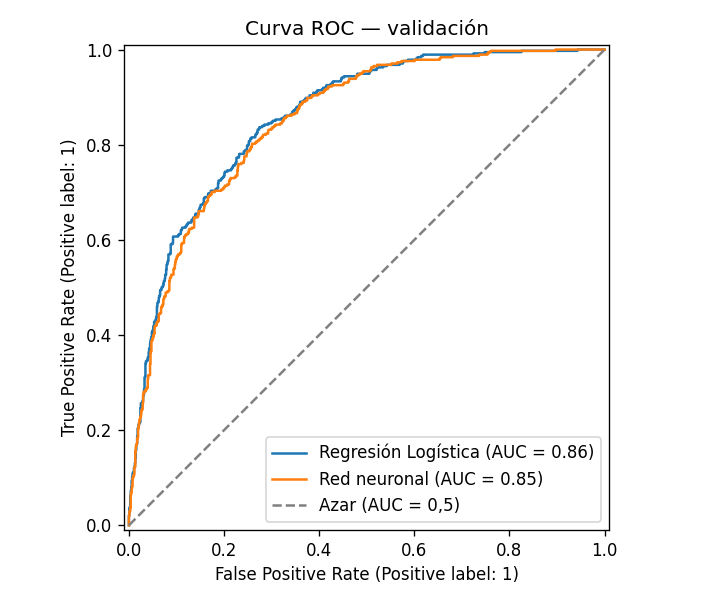 Curva ROC — validación
True Positive Rate (Positive label: 1)
1.0
0.8
0.6
0.4
0.2
0.0
Regresión Logística (AUC = 0.86)
Red neuronal (AUC = 0.85)
Azar (AUC = 0,5)
0.0 0.2 0.4 0.6 0.8 1.0
False Positive Rate (Positive label: 1)